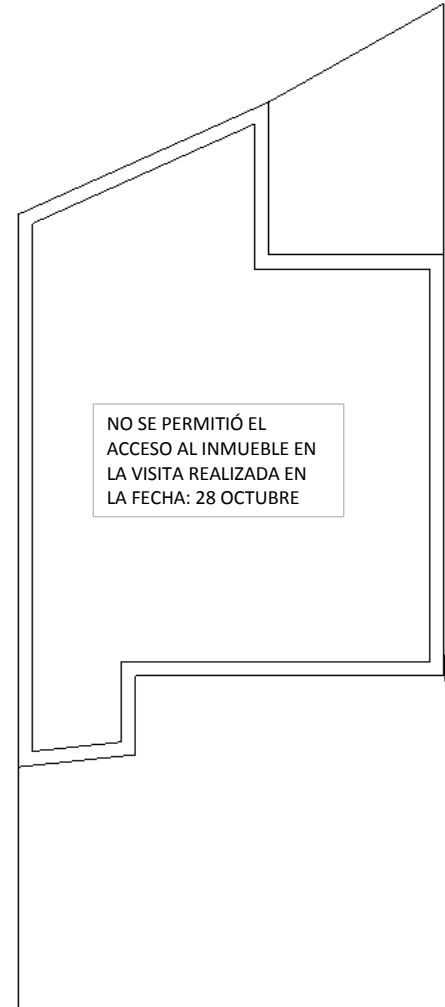 NO SE PERMITIÓ EL
ACCESO AL INMUEBLE EN
LA VISITA REALIZADA EN
LA FECHA: 28 OCTUBRE